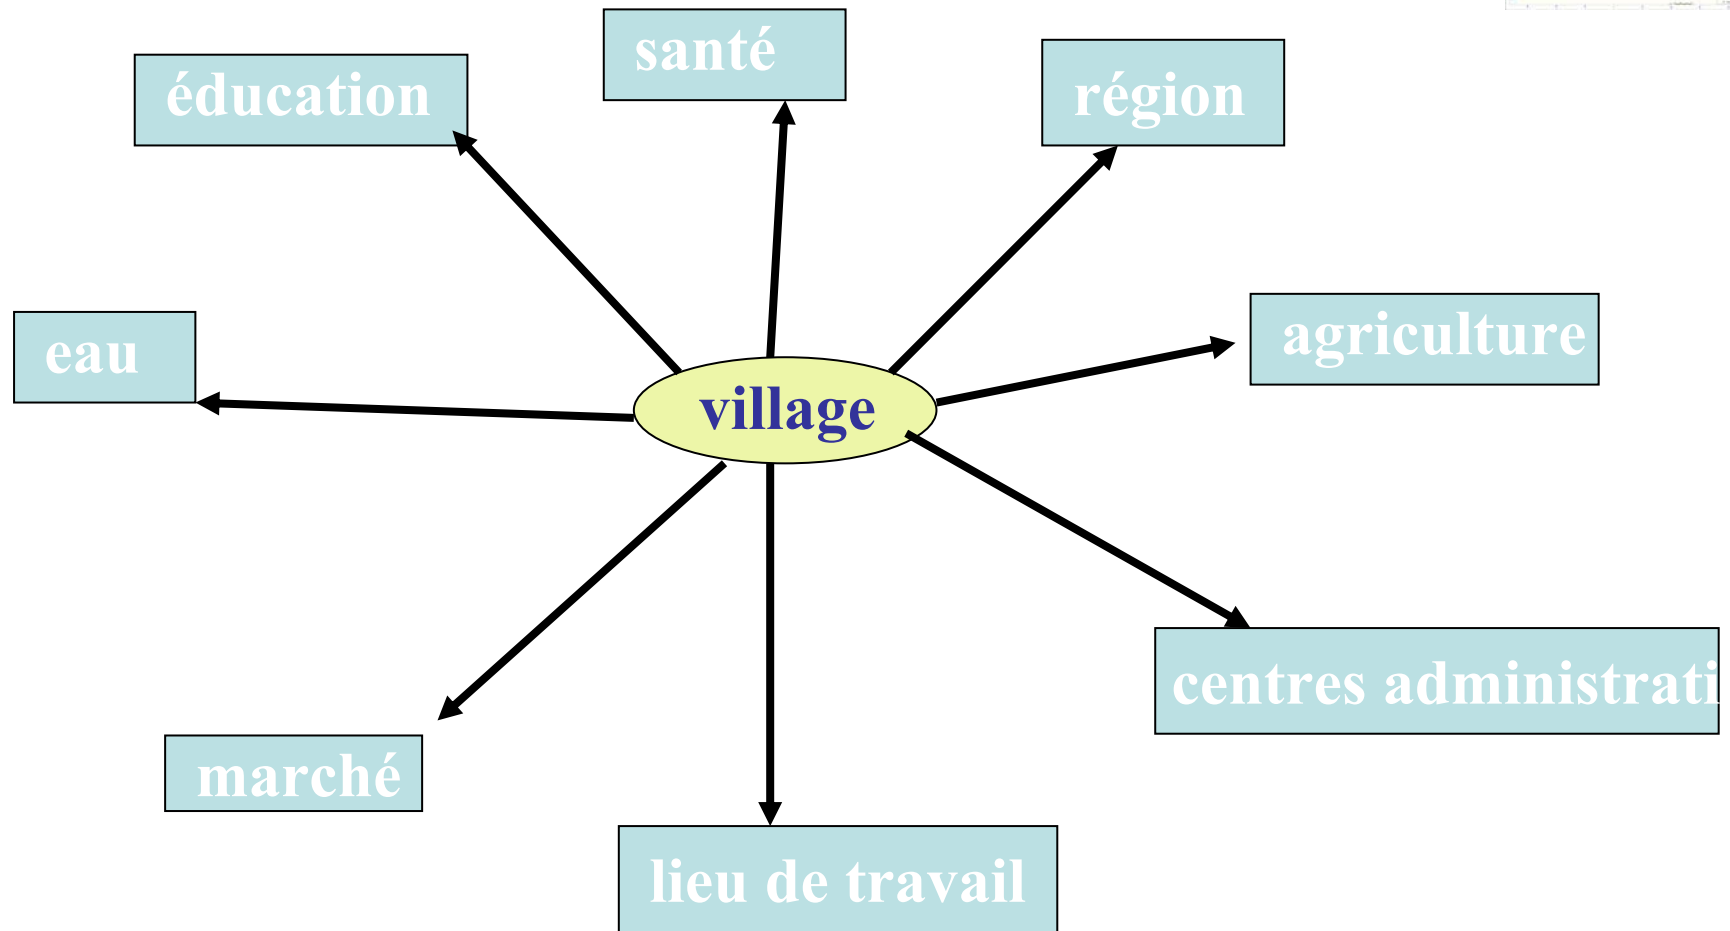 santé
éducation
région
eau
agriculture
village
centres administrati
marché
lieu de travail